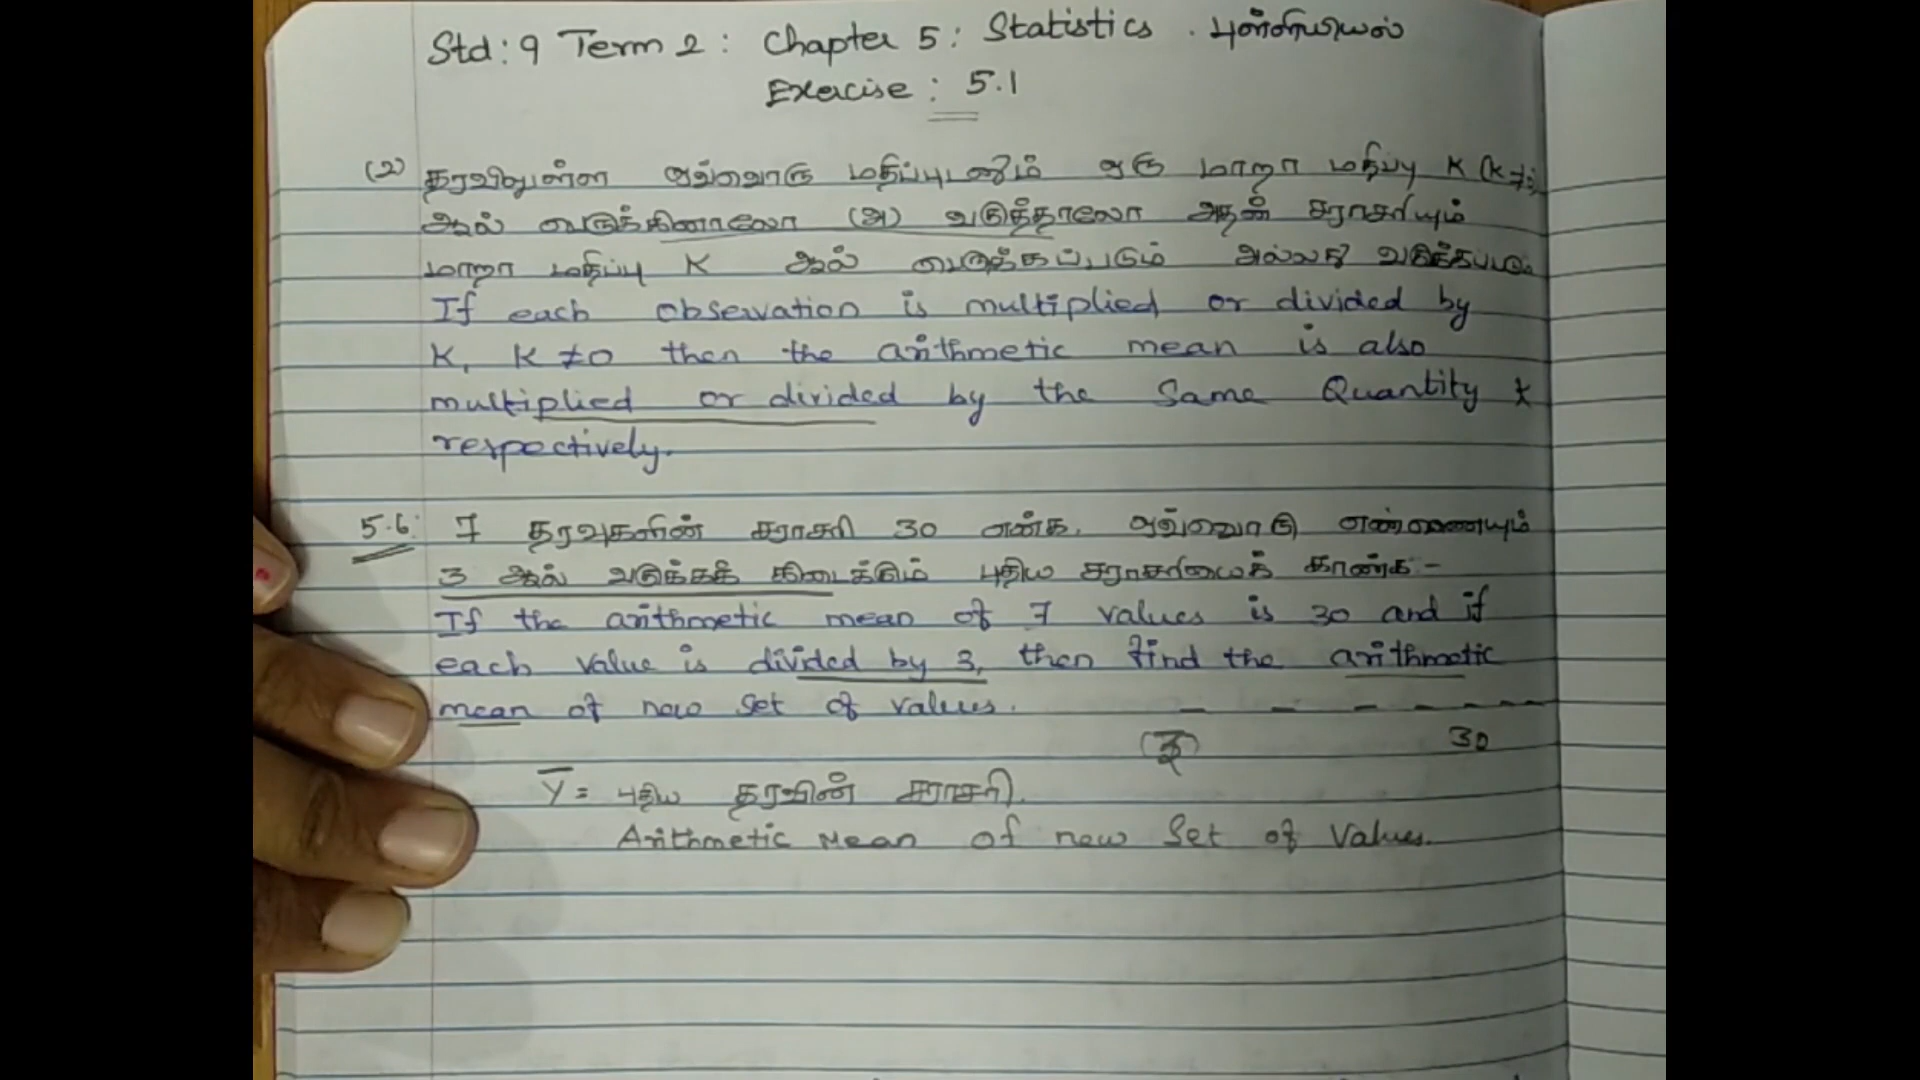 Std: 9 Term 2: Chapter 5: Statistics. புள்ளியியல்
Exercise: 5.1
(2) தரவிலுள்ள ஒவ்வொரு மதிப்புடனும் ஒரு மாறா மதிப்பு K (K≠
ஆல் பெருக்கினாலோ (அ) வகுத்தாலோ அதன் சராசரியும்
மாறா மதிப்பு K ஆல் பெருக்கப்படும் அல்லது வகுக்கப்படும்
If each observation is multiplied or divided by
K, K≠0 then the arithmetic mean is also
multiplied or divided by the same Quantity K
respectively.
5.6: 7 தரவுகளின் சராசரி 30 என்க. ஒவ்வொரு எண்ணையும்
3 ஆல் வகுக்கக் கிடைக்கும் புதிய சராசரியைக் காண்க:-
If the arithmetic mean of 7 values is 30 and if
each value is divided by 3, then find the arithmetic
mean of new set of values. – – – – – – –
(7) 30
Y̅ = புதிய தரவின் சராசரி.
Arithmetic Mean of new Set of Values.